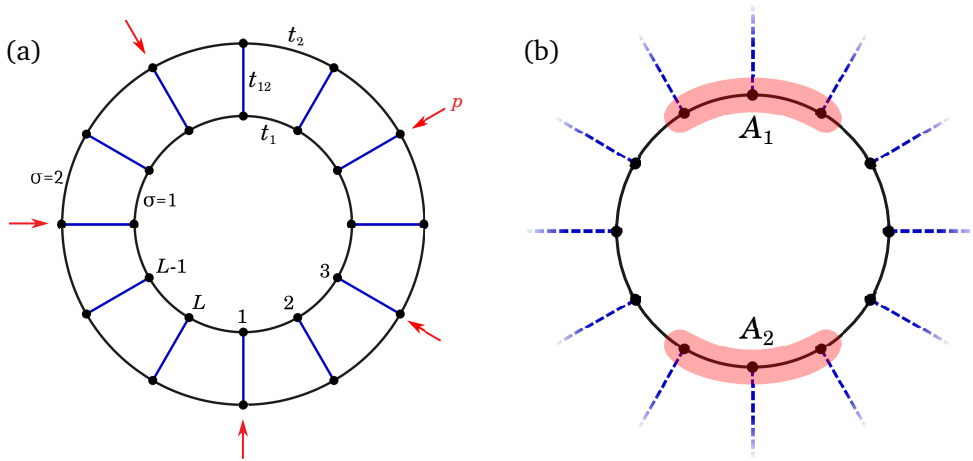 (a)
t₂
t₁₂
p
t₁
σ=2
σ=1
L-1
L
1
2
3
(b)
A₁
A₂